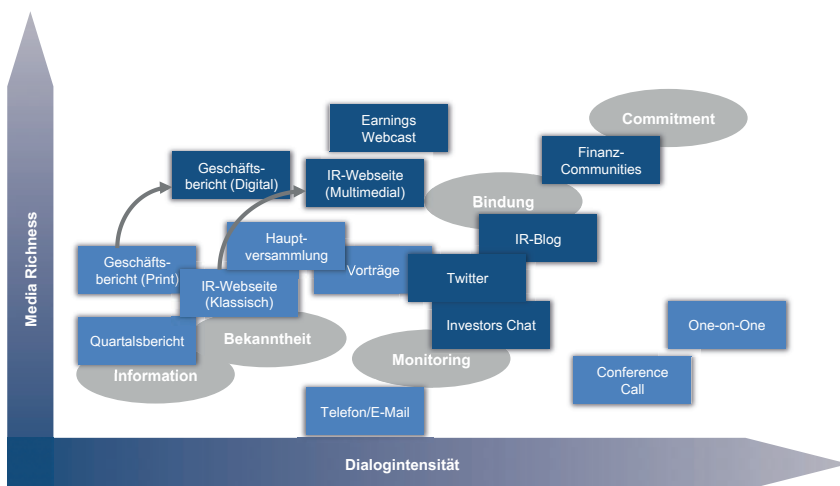 Media Richness
Commitment
Earnings
Webcast
Finanz-
Communities
Geschäfts-
bericht (Digital)
IR-Webseite
(Multimedial)
Bindung
IR-Blog
Haupt-
versammlung
Geschäfts-
bericht (Print)
Vorträge
IR-Webseite
(Klassisch)
Twitter
Investors Chat
One-on-One
Quartalsbericht
Bekanntheit
Monitoring
Information
Conference
Call
Telefon/E-Mail
Dialogintensität